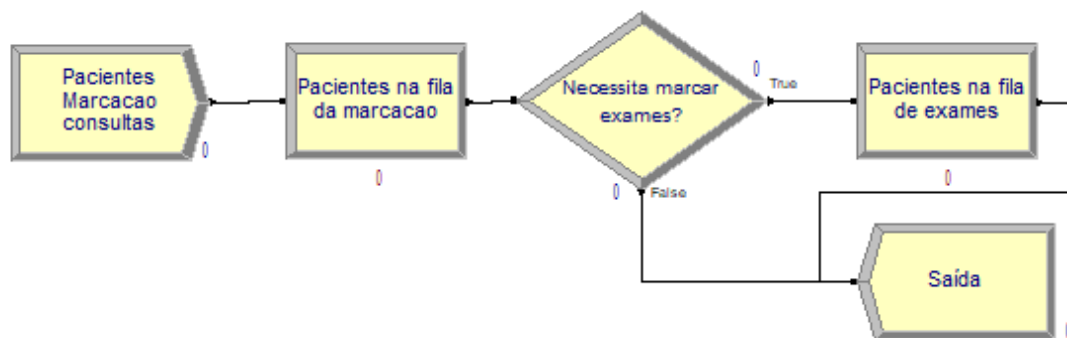 Pacientes
Marcacao
consultas
0
Pacientes na fila
da marcacao
0
Necessita marcar
exames?
0
True
0
False
Pacientes na fila
de exames
0
Saída